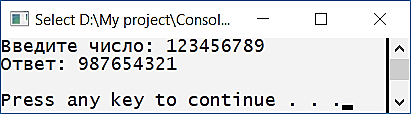 Select D:\My project\Consol...
Введите число: 123456789
Ответ: 987654321
Press any key to continue . . .